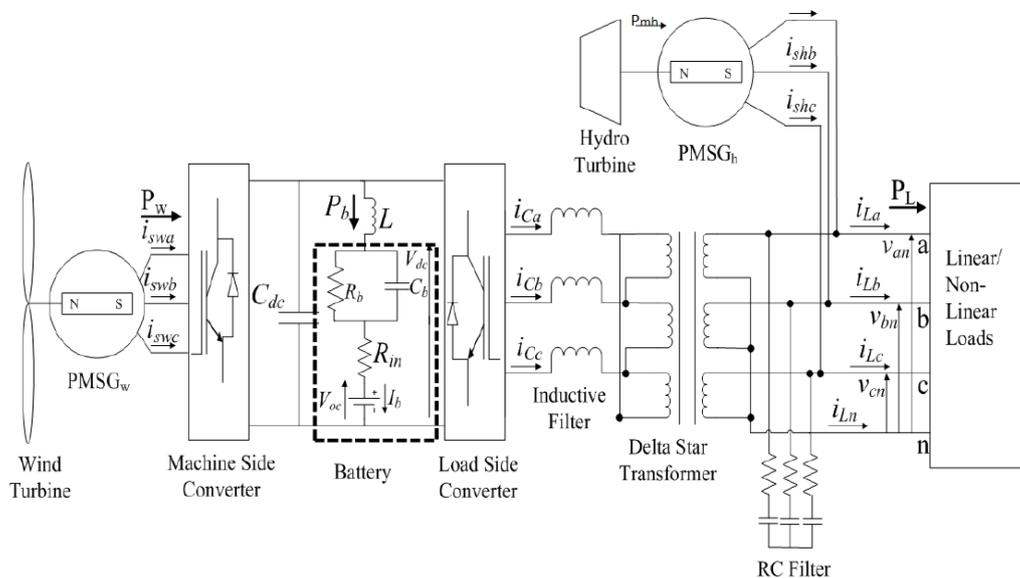 Pmh
N S
ishb
ishc
Hydro
Turbine
PMSGh
Pw
iswa
iswb
iswc
N S
PMSGw
Wind
Turbine
Machine Side
Converter
Cdc
Pb
L
Vdc
Rb
Cb
Rin
Voc
Ib
Battery
Load Side
Converter
iCa
iCb
iCc
Inductive
Filter
Delta Star
Transformer
PL
iLa
van
a
iLb
vbn
b
iLc
vcn
c
iLn
n
Linear/
Non-
Linear
Loads
RC Filter